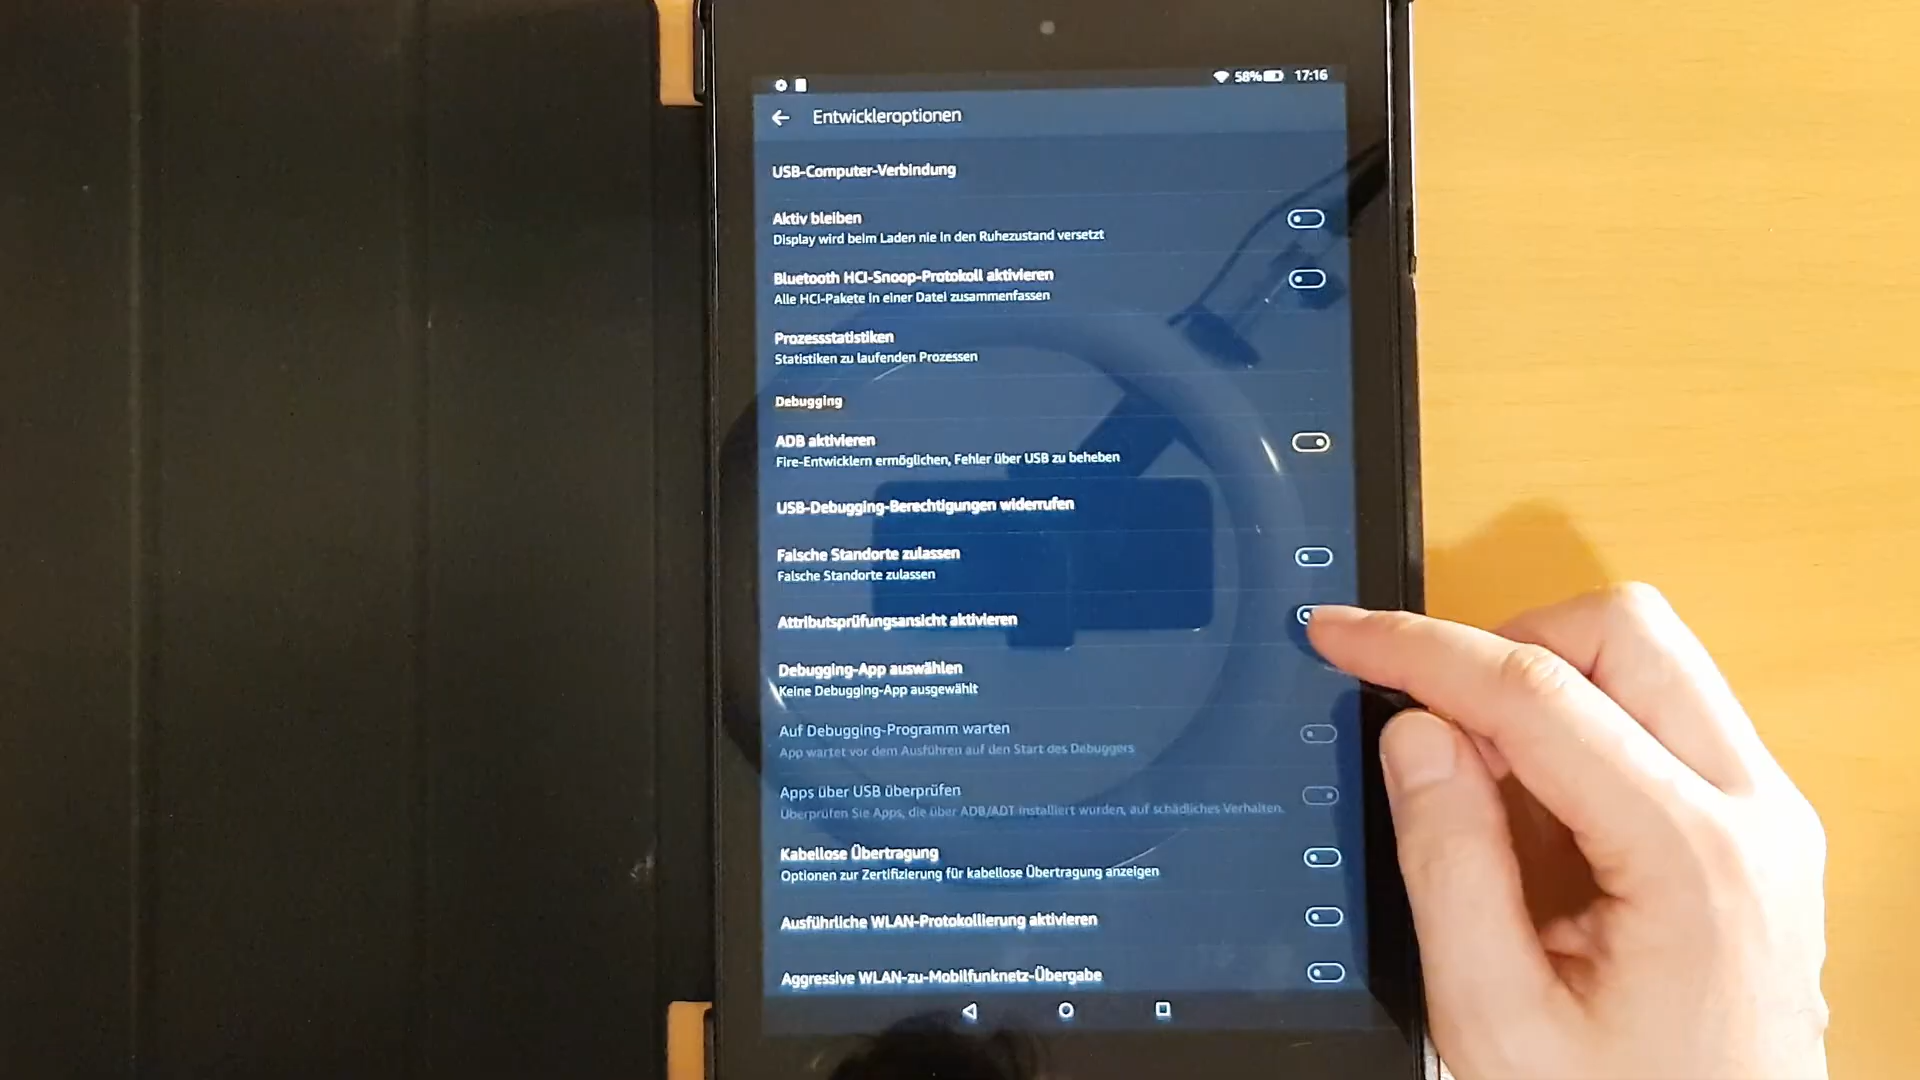 58% 17:16
Entwickleroptionen
USB-Computer-Verbindung
Aktiv bleiben
Display wird beim Laden nie in den Ruhezustand versetzt
Bluetooth HCI-Snoop-Protokoll aktivieren
Alle HCI-Pakete in einer Datei zusammenfassen
Prozessstatistiken
Statistiken zu laufenden Prozessen
Debugging
ADB aktivieren
Fire-Entwicklern ermöglichen, Fehler über USB zu beheben
USB-Debugging-Berechtigungen widerrufen
Falsche Standorte zulassen
Falsche Standorte zulassen
Attributsprüfungsansicht aktivieren
Debugging-App auswählen
Keine Debugging-App ausgewählt
Auf Debugging-Programm warten
App wartet vor dem Ausführen auf den Start des Debuggers
Apps über USB überprüfen
Überprüfen Sie Apps, die über ADB/ADT installiert wurden, auf schädliches Verhalten.
Kabellose Übertragung
Optionen zur Zertifizierung für kabellose Übertragung anzeigen
Ausführliche WLAN-Protokollierung aktivieren
Aggressive WLAN-zu-Mobilfunknetz-Übergabe